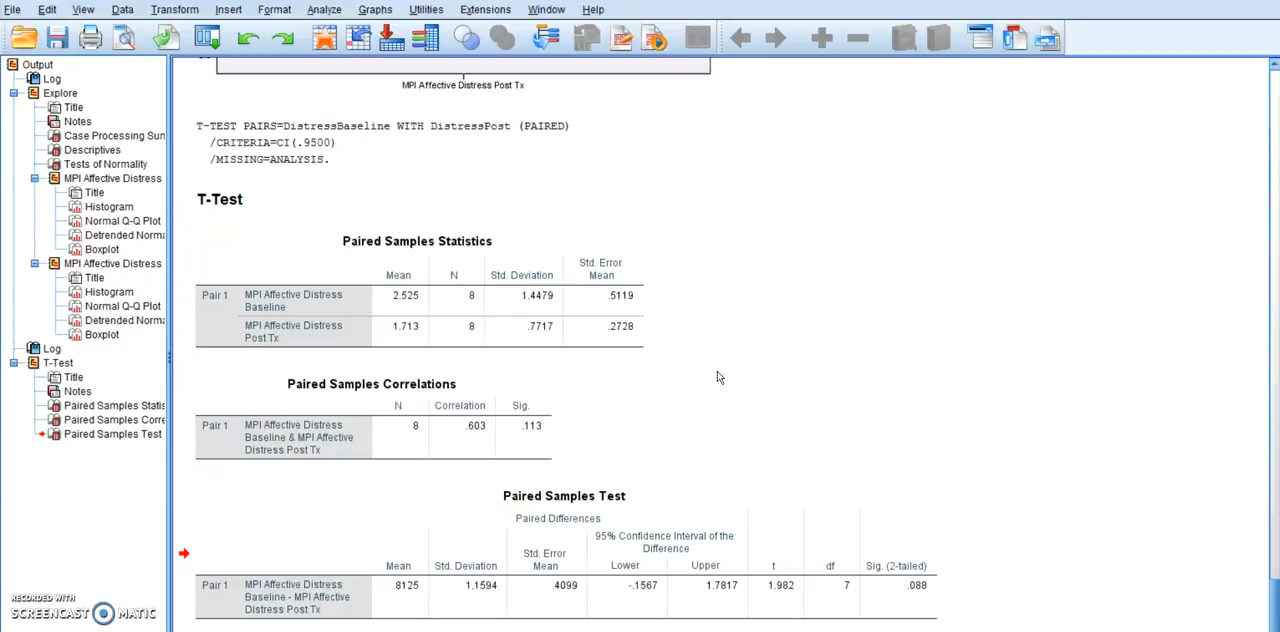 File Edit View Data Transform Insert Format Analyze Graphs Utilities Extensions Window Help
Output
Log
Explore
Title
Notes
Case Processing Sum
Descriptives
Tests of Normality
MPI Affective Distress
Title
Histogram
Normal Q-Q Plot
Detrended Norma
Boxplot
MPI Affective Distress
Title
Histogram
Normal Q-Q Plot
Detrended Norma
Boxplot
Log
T-Test
Title
Notes
Paired Samples Statis
Paired Samples Corre
Paired Samples Test
RECORDED WITH
SCREENCAST MATIC
MPI Affective Distress Post Tx
T-TEST PAIRS=DistressBaseline WITH DistressPost (PAIRED)
/CRITERIA=CI(.9500)
/MISSING=ANALYSIS.
T-Test
Paired Samples Statistics
Mean N Std. Deviation Std. Error Mean
Pair 1 MPI Affective Distress Baseline 2.525 8 1.4479 .5119
MPI Affective Distress Post Tx 1.713 8 .7717 .2728
Paired Samples Correlations
N Correlation Sig.
Pair 1 MPI Affective Distress Baseline & MPI Affective Distress Post Tx 8 .603 .113
Paired Samples Test
Paired Differences
95% Confidence Interval of the Difference
Mean Std. Deviation Std. Error Mean Lower Upper t df Sig. (2-tailed)
Pair 1 MPI Affective Distress Baseline - MPI Affective Distress Post Tx .8125 1.1594 .4099 -.1567 1.7817 1.982 7 .088